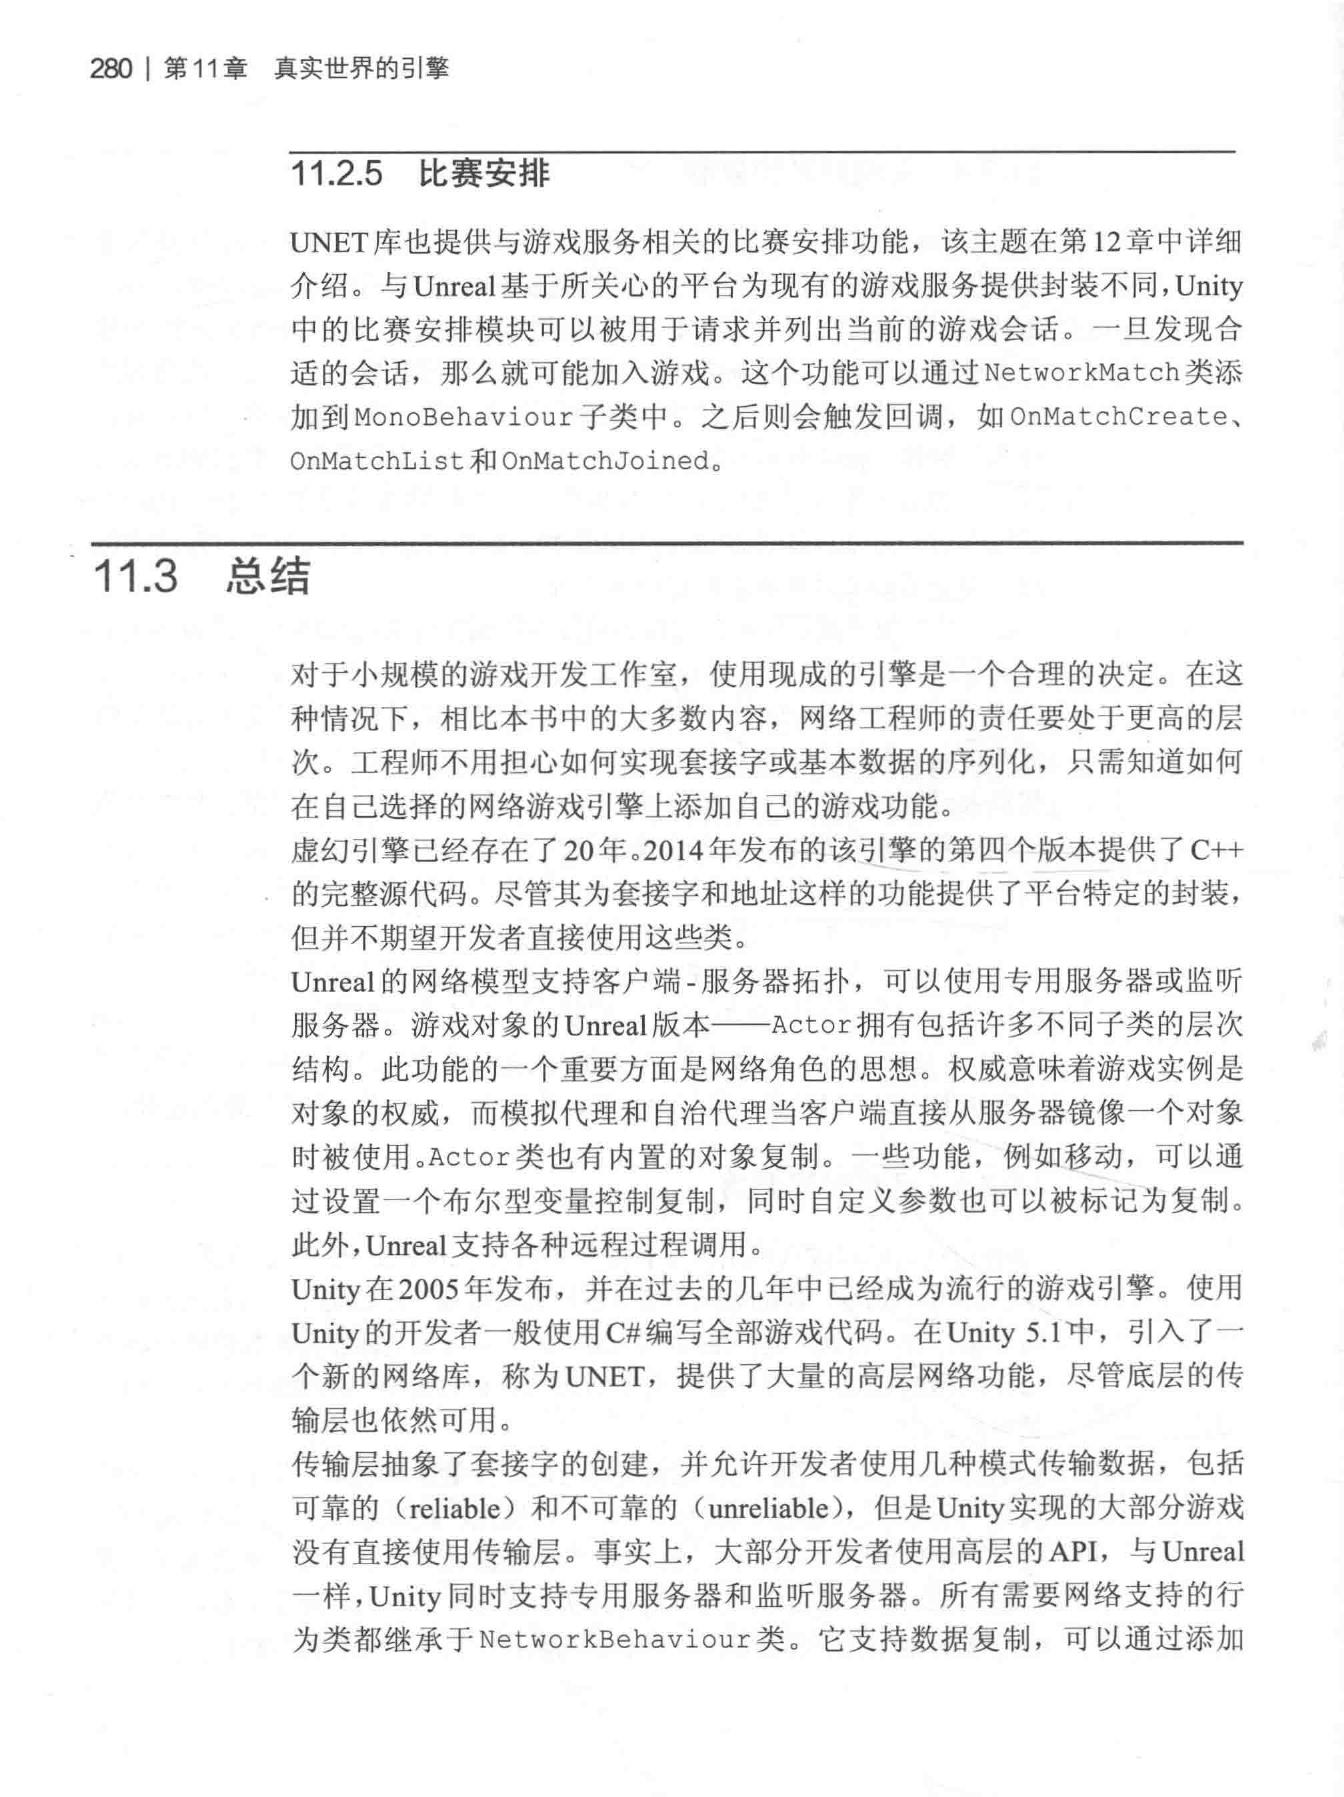 280 | 第11章 真实世界的引擎
11.2.5 比赛安排
UNET库也提供与游戏服务相关的比赛安排功能，该主题在第12章中详细
介绍。与Unreal基于所关心的平台为现有的游戏服务提供封装不同，Unity
中的比赛安排模块可以被用于请求并列出当前的游戏会话。一旦发现合
适的会话，那么就可能加入游戏。这个功能可以通过NetworkMatch类添
加到MonoBehaviour子类中。之后则会触发回调，如OnMatchCreate、
OnMatchList和OnMatchJoined。
11.3 总结
对于小规模的游戏开发工作室，使用现成的引擎是一个合理的决定。在这
种情况下，相比本书中的大多数内容，网络工程师的责任要处于更高的层
次。工程师不用担心如何实现套接字或基本数据的序列化，只需知道如何
在自己选择的网络游戏引擎上添加自己的游戏功能。
虚幻引擎已经存在了20年。2014年发布的该引擎的第四个版本提供了C++
的完整源代码。尽管其为套接字和地址这样的功能提供了平台特定的封装，
但并不期望开发者直接使用这些类。
Unreal的网络模型支持客户端-服务器拓扑，可以使用专用服务器或监听
服务器。游戏对象的Unreal版本——Actor拥有包括许多不同子类的层次
结构。此功能的一个重要方面是网络角色的思想。权威意味着游戏实例是
对象的权威，而模拟代理和自治代理当客户端直接从服务器镜像一个对象
时被使用。Actor类也有内置的对象复制。一些功能，例如移动，可以通
过设置一个布尔型变量控制复制，同时自定义参数也可以被标记为复制。
此外，Unreal支持各种远程过程调用。
Unity在2005年发布，并在过去的几年中已经成为流行的游戏引擎。使用
Unity的开发者一般使用C#编写全部游戏代码。在Unity 5.1中，引入了一
个新的网络库，称为UNET，提供了大量的高层网络功能，尽管底层的传
输层也依然可用。
传输层抽象了套接字的创建，并允许开发者使用几种模式传输数据，包括
可靠的（reliable）和不可靠的（unreliable），但是Unity实现的大部分游戏
没有直接使用传输层。事实上，大部分开发者使用高层的API，与Unreal
一样，Unity同时支持专用服务器和监听服务器。所有需要网络支持的行
为类都继承于NetworkBehaviour类。它支持数据复制，可以通过添加